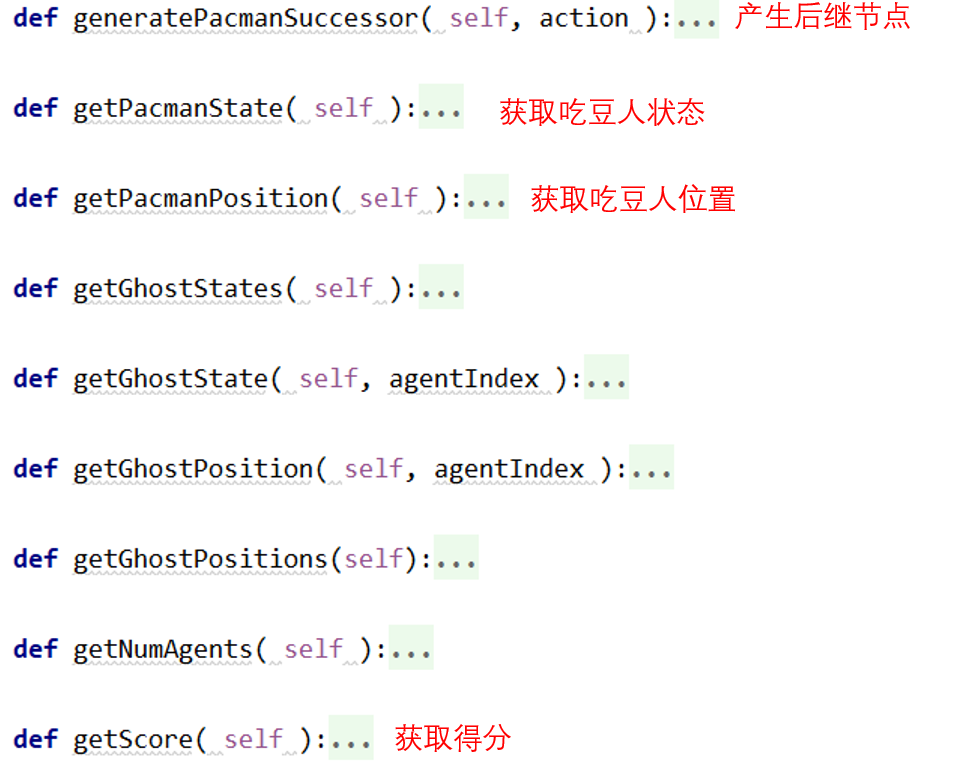 def generatePacmanSuccessor( self, action ):... 产生后继节点
def getPacmanState( self ):... 获取吃豆人状态
def getPacmanPosition( self ):... 获取吃豆人位置
def getGhostStates( self ):...
def getGhostState( self, agentIndex ):...
def getGhostPosition( self, agentIndex ):...
def getGhostPositions(self):...
def getNumAgents( self ):...
def getScore( self ):... 获取得分